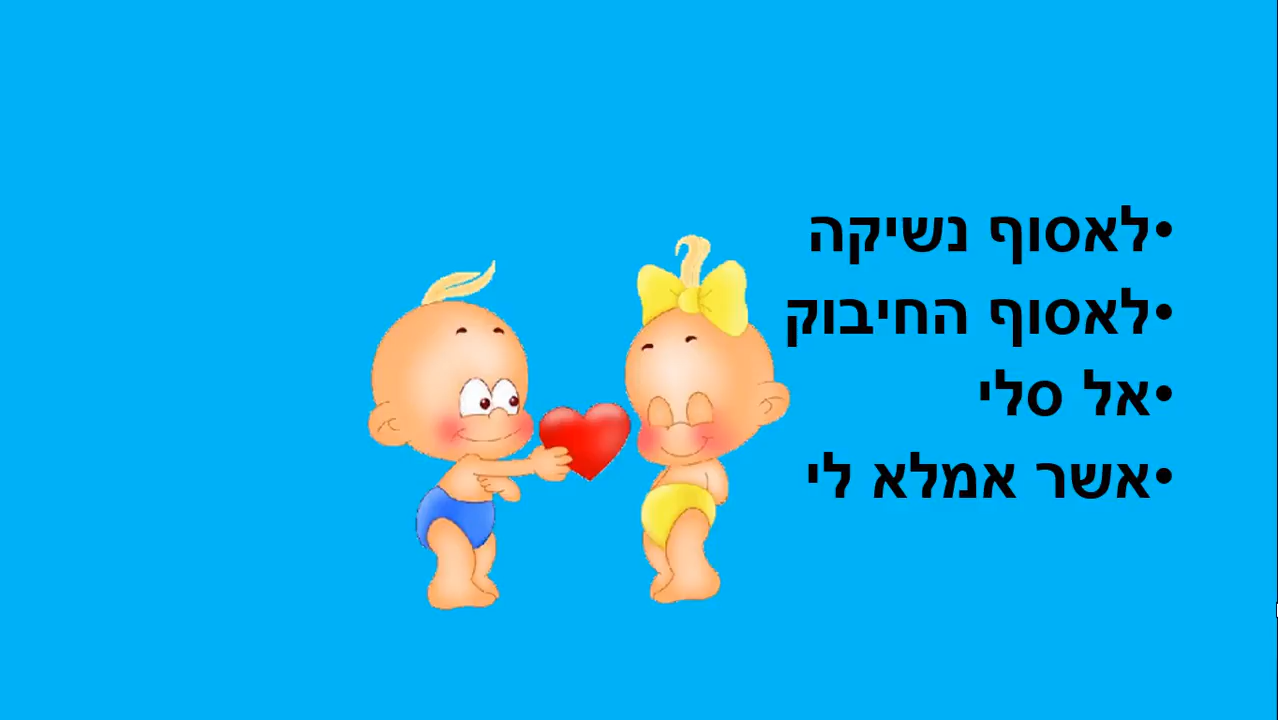 •לאסוף נשיקה
•לאסוף החיבוק
•אל סלי
•אשר אמלא לי